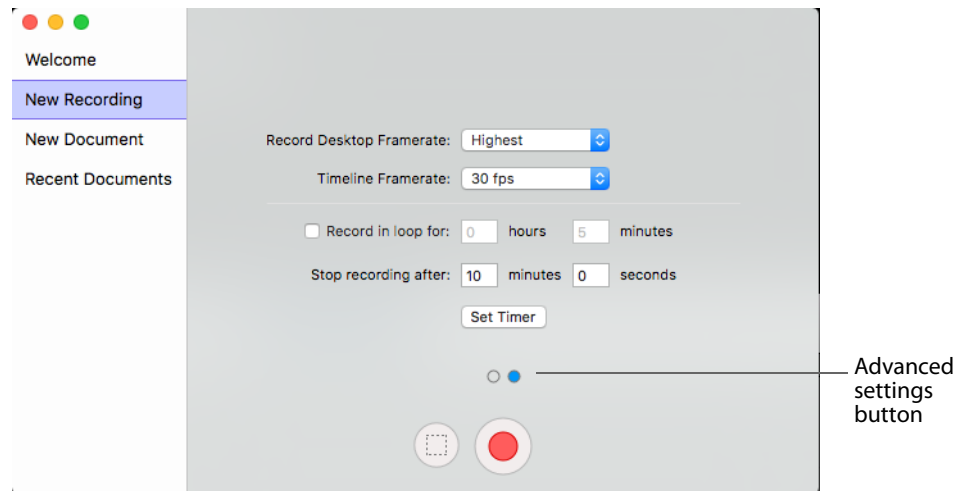 Welcome
New Recording
New Document
Recent Documents
Record Desktop Framerate: Highest
Timeline Framerate: 30 fps
Record in loop for: 0 hours 5 minutes
Stop recording after: 10 minutes 0 seconds
Set Timer
Advanced
settings
button